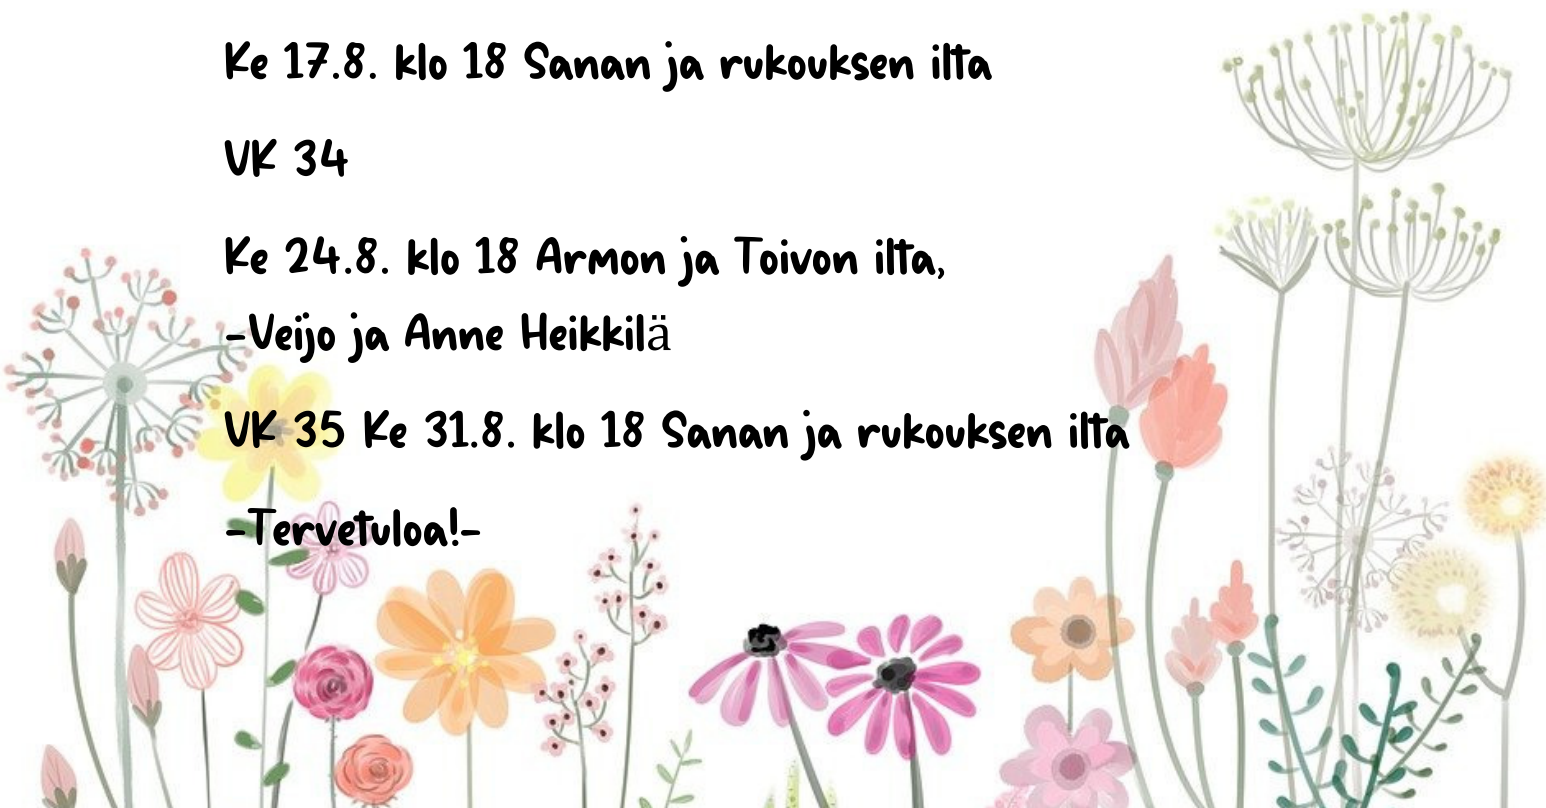 Ke 17.8. klo 18 Sanan ja rukouksen ilta
VK 34
Ke 24.8. klo 18 Armon ja Toivon ilta,
-Veijo ja Anne Heikkilä
VK 35 Ke 31.8. klo 18 Sanan ja rukouksen ilta
-Tervetuloa!-